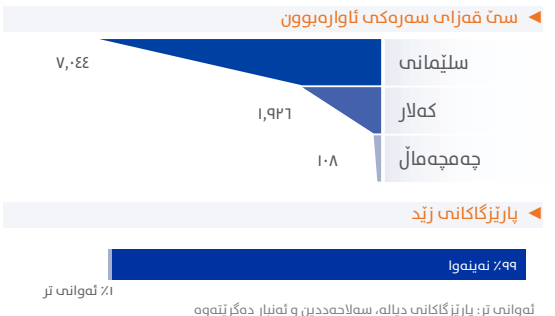 سێ قەزای سەرەکی ئاوارەبوون
سلێمانی
٧,٠٤٤
کەلار
١,٩٢٦
چەمچەماڵ
١٠٨
پارێزگاکانی زێد
٩٩٪ نەینەوا
١٪ ئەوانی تر
ئەوانی تر: پارێزگاکانی دیالە، سەلاحەددین و ئەنبار دەگرێتەوە